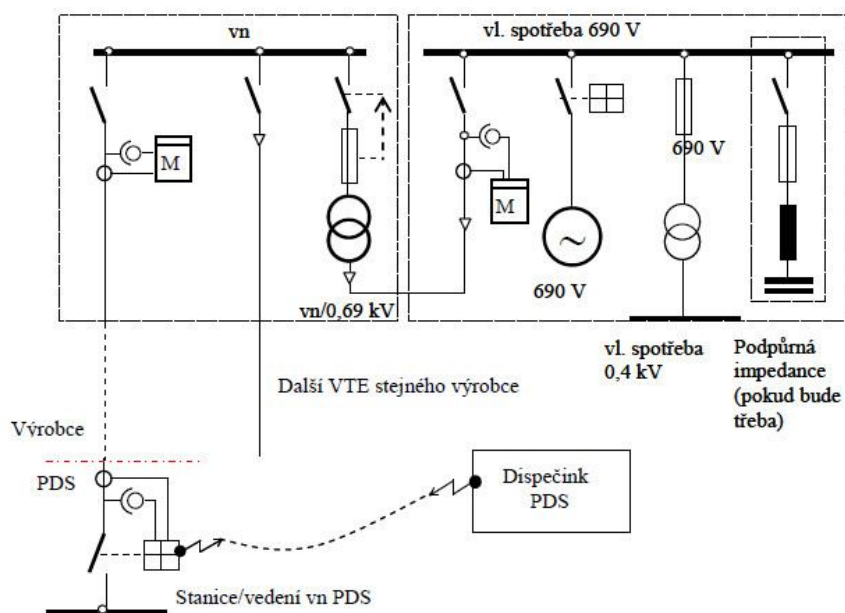 vn
vl. spotřeba 690 V
M
690 V
M
690 V
vn/0,69 kV
vl. spotřeba
0,4 kV
Podpůrná
impedance
(pokud bude
třeba)
Další VTE stejného výrobce
Výrobce
PDS
Dispečink
PDS
Stanice/vedení vn PDS